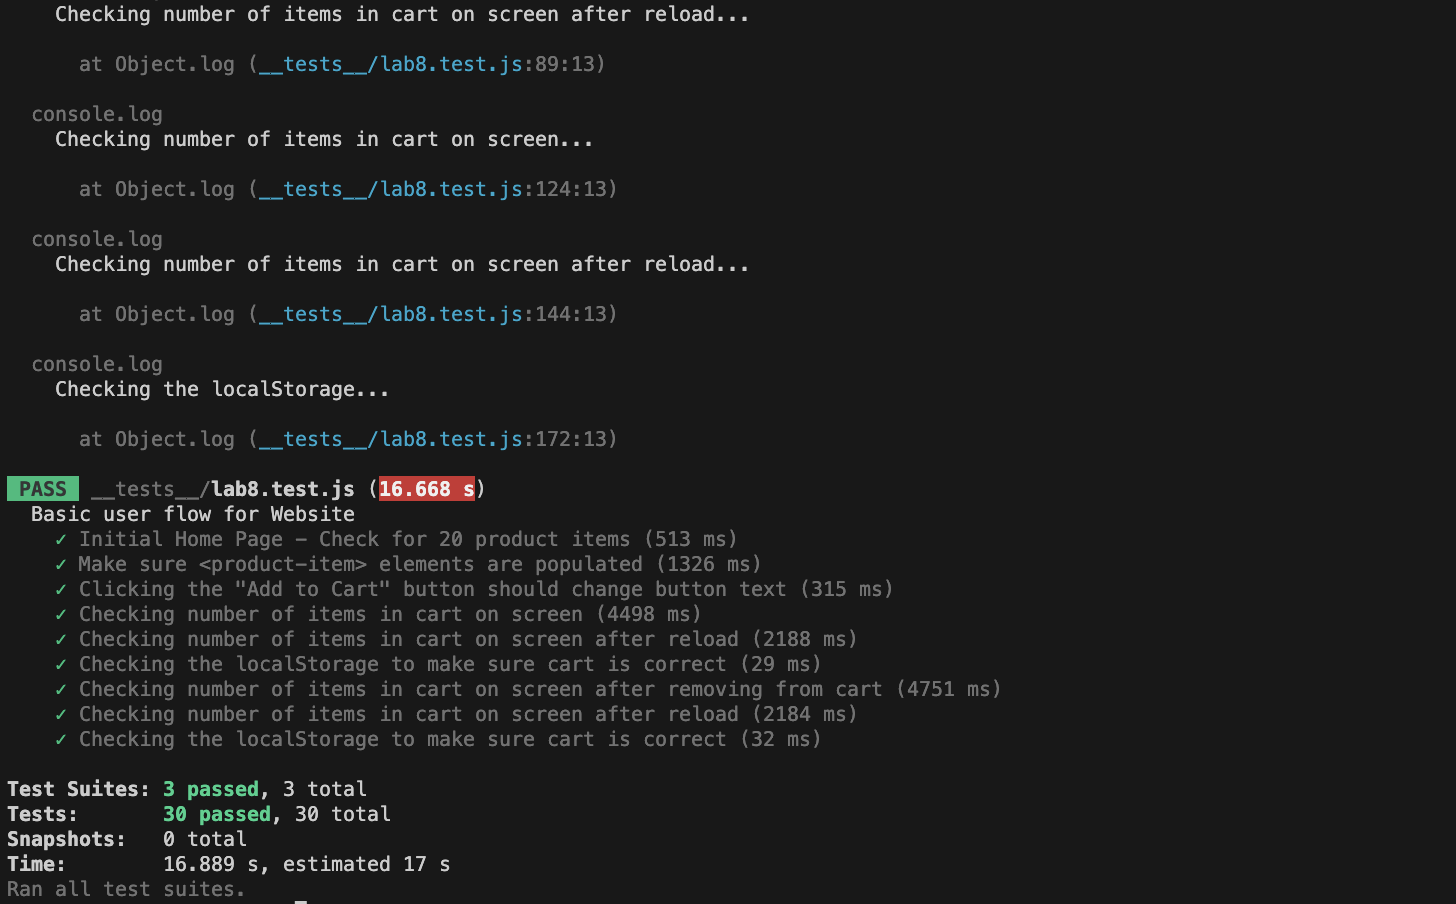 Checking number of items in cart on screen after reload...
at Object.log (__tests__/lab8.test.js:89:13)
console.log
Checking number of items in cart on screen...
at Object.log (__tests__/lab8.test.js:124:13)
console.log
Checking number of items in cart on screen after reload...
at Object.log (__tests__/lab8.test.js:144:13)
console.log
Checking the localStorage...
at Object.log (__tests__/lab8.test.js:172:13)
PASS __tests__/lab8.test.js (16.668 s)
Basic user flow for Website
✓ Initial Home Page – Check for 20 product items (513 ms)
✓ Make sure <product-item> elements are populated (1326 ms)
✓ Clicking the "Add to Cart" button should change button text (315 ms)
✓ Checking number of items in cart on screen (4498 ms)
✓ Checking number of items in cart on screen after reload (2188 ms)
✓ Checking the localStorage to make sure cart is correct (29 ms)
✓ Checking number of items in cart on screen after removing from cart (4751 ms)
✓ Checking number of items in cart on screen after reload (2184 ms)
✓ Checking the localStorage to make sure cart is correct (32 ms)
Test Suites: 3 passed, 3 total
Tests: 30 passed, 30 total
Snapshots: 0 total
Time: 16.889 s, estimated 17 s
Ran all test suites.